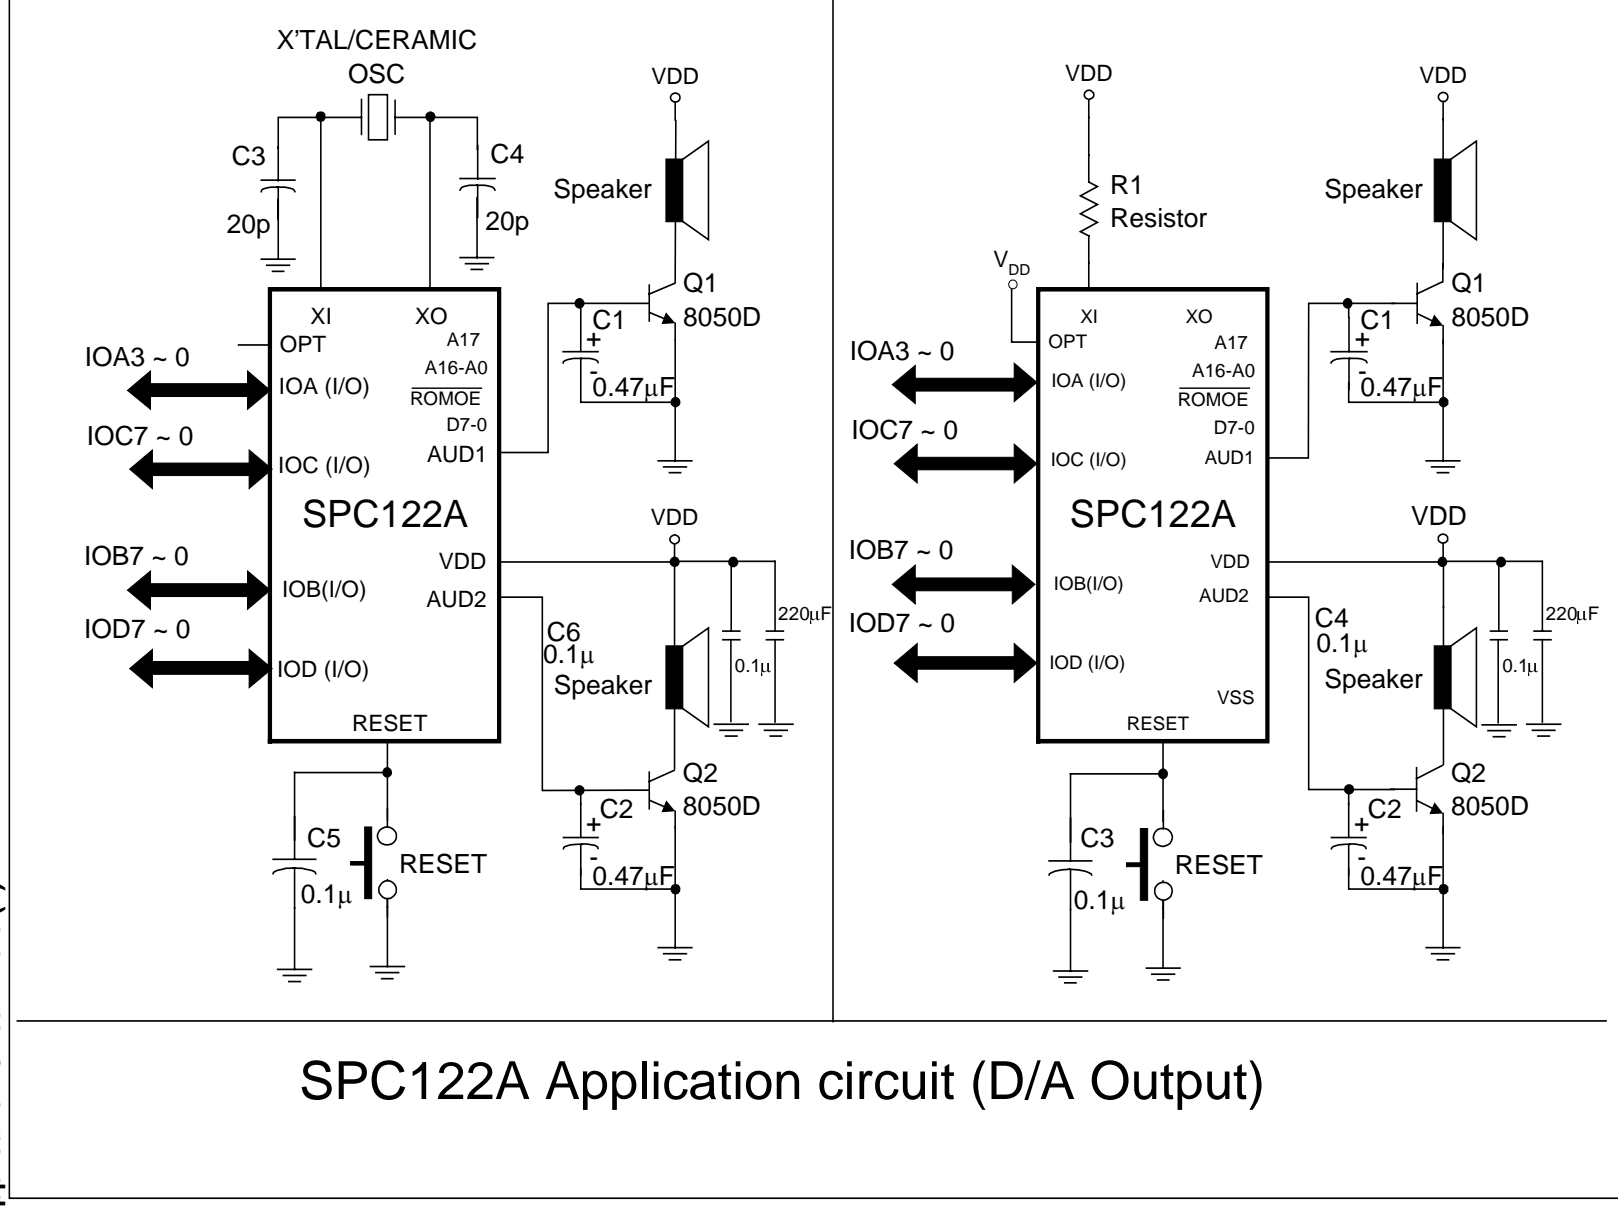 X'TAL/CERAMIC
OSC
C3
20p
C4
20p
VDD
Speaker
Q1
8050D
C1
+
-
0.47µF
XI
XO
OPT
A17
A16-A0
IOA3 ~ 0
IOA (I/O)
ROMOE
D7-0
IOC7 ~ 0
IOC (I/O)
AUD1
SPC122A
VDD
IOB7 ~ 0
IOB(I/O)
VDD
AUD2
IOD7 ~ 0
IOD (I/O)
C6
0.1µ
Speaker
0.1µ
220µF
RESET
Q2
8050D
C2
+
-
0.47µF
C5
0.1µ
RESET
VDD
R1
Resistor
VDD
VDD
Speaker
Q1
8050D
C1
+
-
0.47µF
XI
XO
OPT
A17
A16-A0
IOA3 ~ 0
IOA (I/O)
ROMOE
D7-0
IOC7 ~ 0
IOC (I/O)
AUD1
SPC122A
VDD
IOB7 ~ 0
IOB(I/O)
VDD
AUD2
IOD7 ~ 0
IOD (I/O)
C4
0.1µ
Speaker
0.1µ
220µF
VSS
RESET
Q2
8050D
C2
+
-
0.47µF
C3
0.1µ
RESET
SPC122A Application circuit (D/A Output)